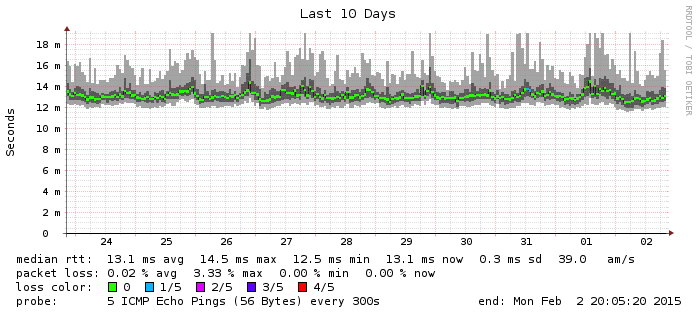 Last 10 Days
RRDTOOL / TOBI OETIKER
Seconds
18 m
16 m
14 m
12 m
10 m
8 m
6 m
4 m
2 m
0
24 25 26 27 28 29 30 31 01 02
median rtt: 13.1 ms avg 14.5 ms max 12.5 ms min 13.1 ms now 0.3 ms sd 39.0 am/s
packet loss: 0.02 % avg 3.33 % max 0.00 % min 0.00 % now
loss color: 0 1/5 2/5 3/5 4/5
probe: 5 ICMP Echo Pings (56 Bytes) every 300s end: Mon Feb 2 20:05:20 2015